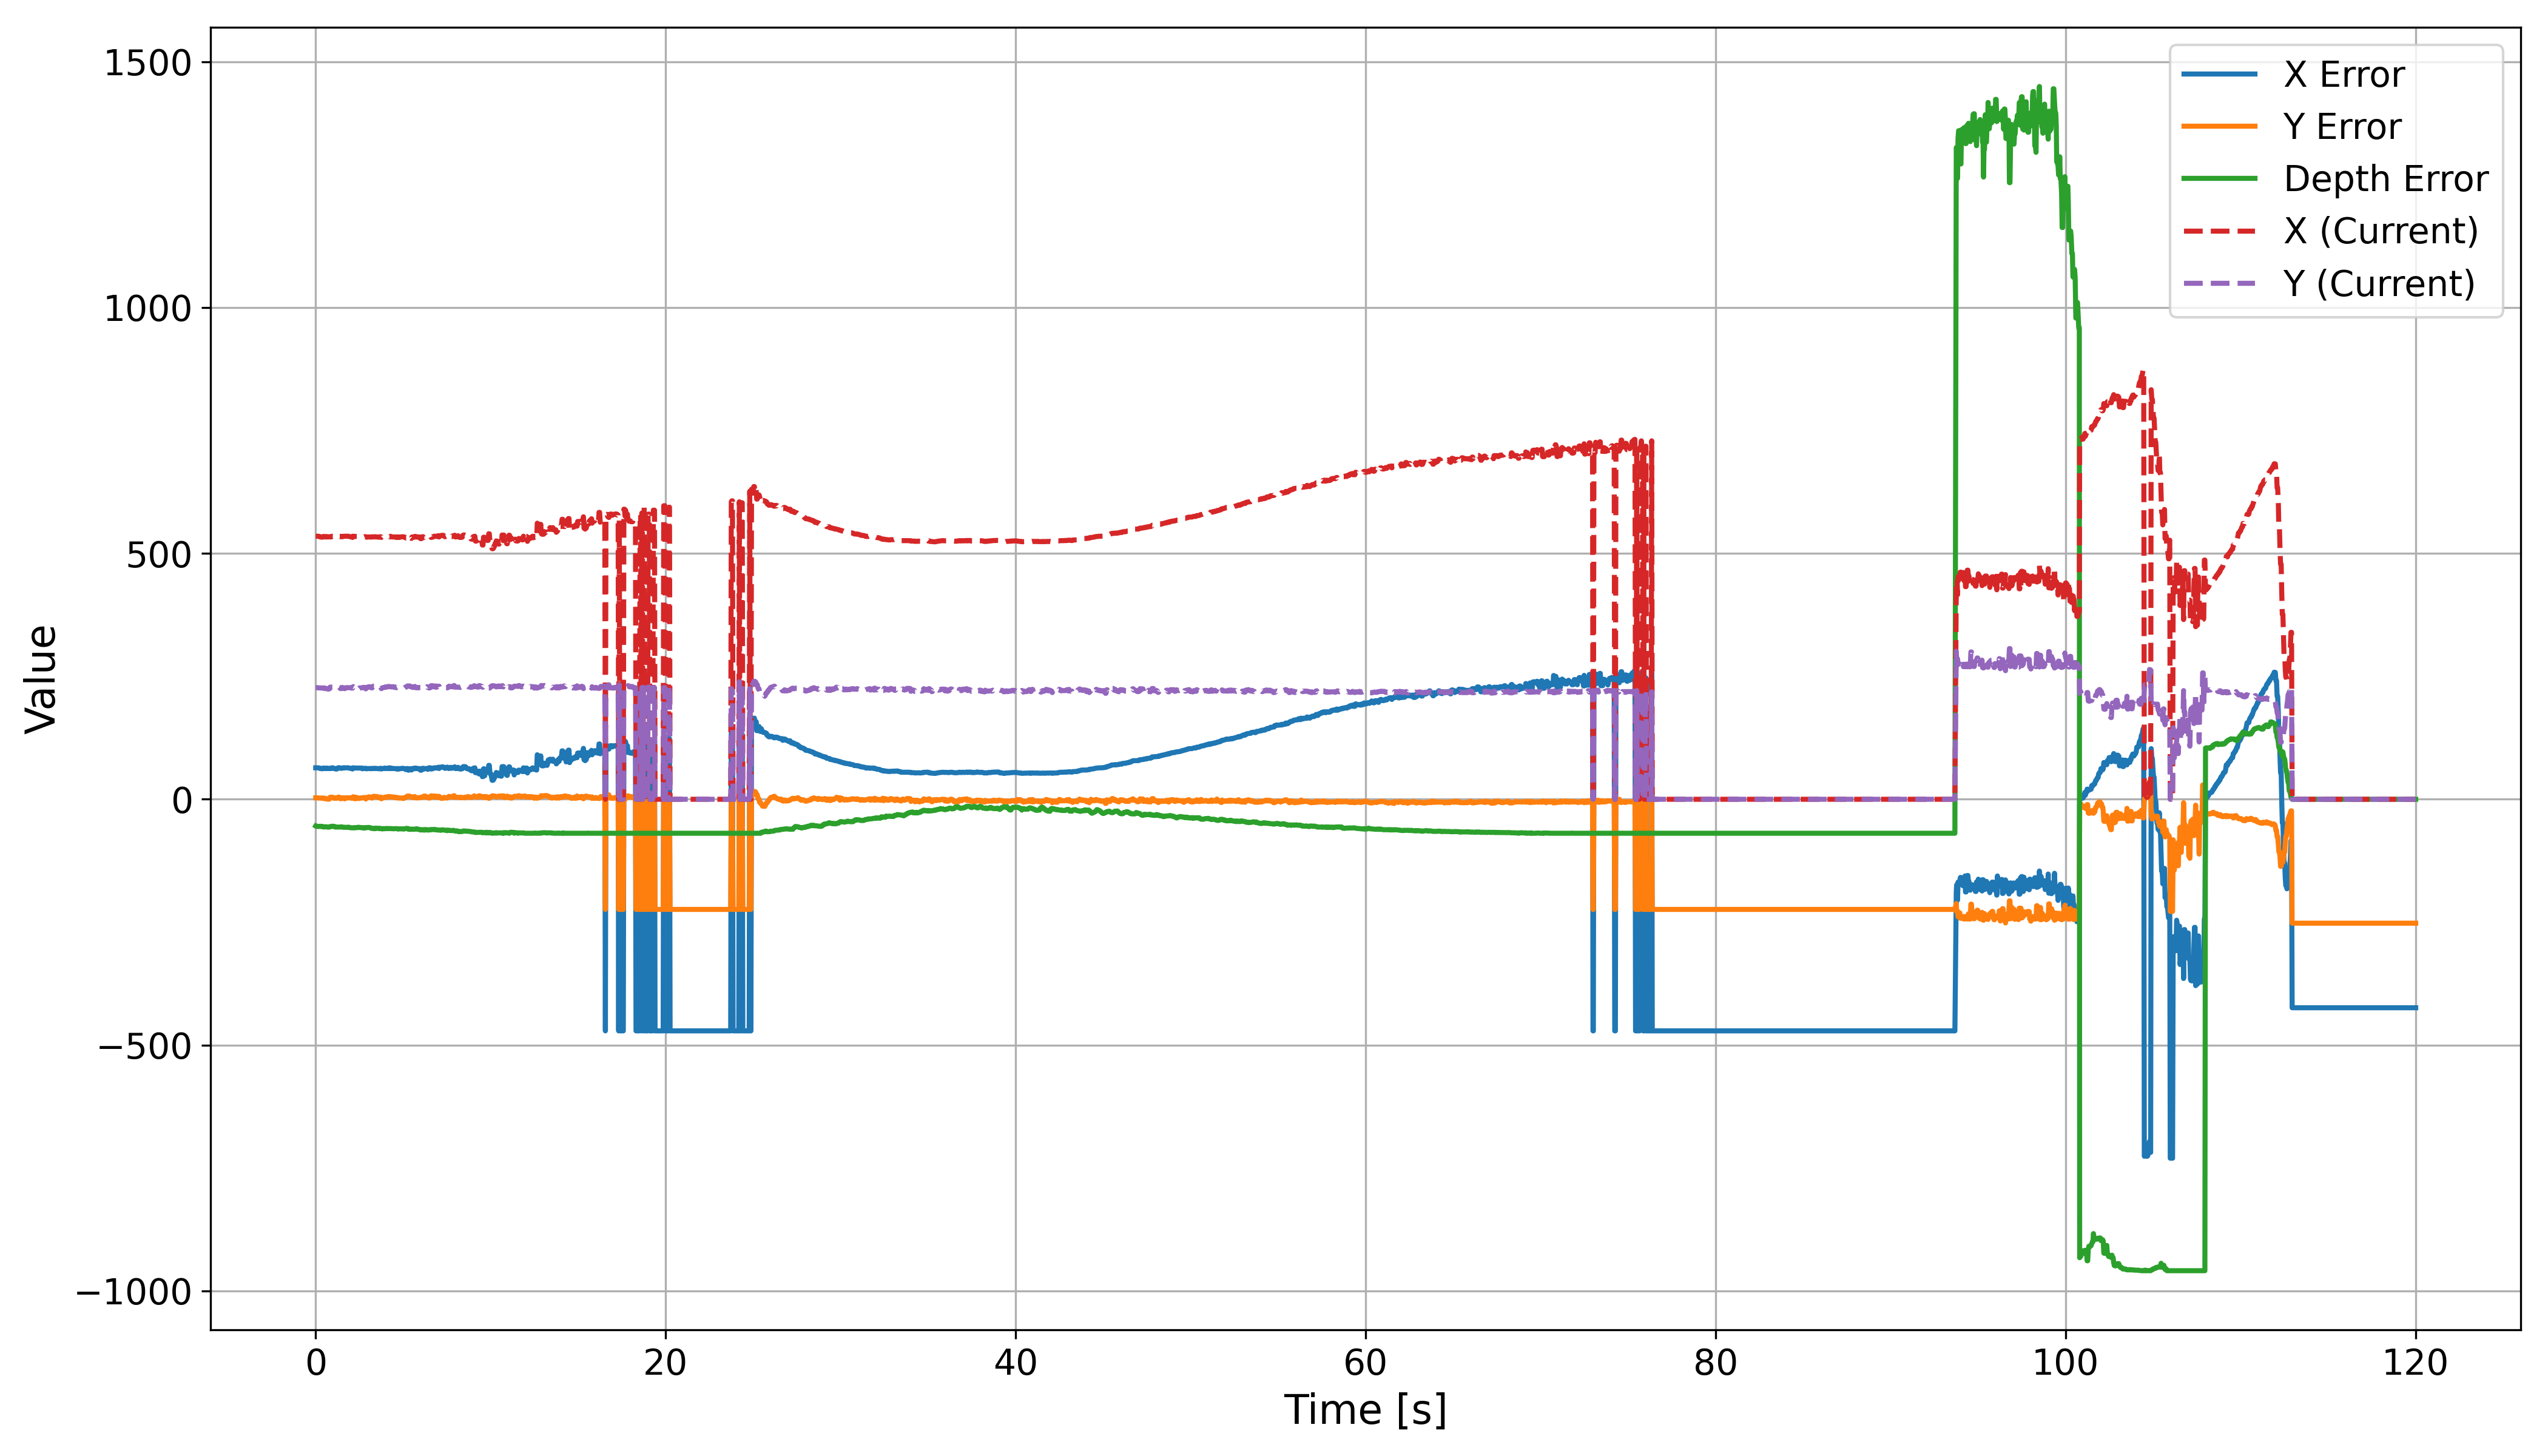 1500
1000
500
0
−500
−1000
Value
0 20 40 60 80 100 120
Time [s]
X Error
Y Error
Depth Error
X (Current)
Y (Current)